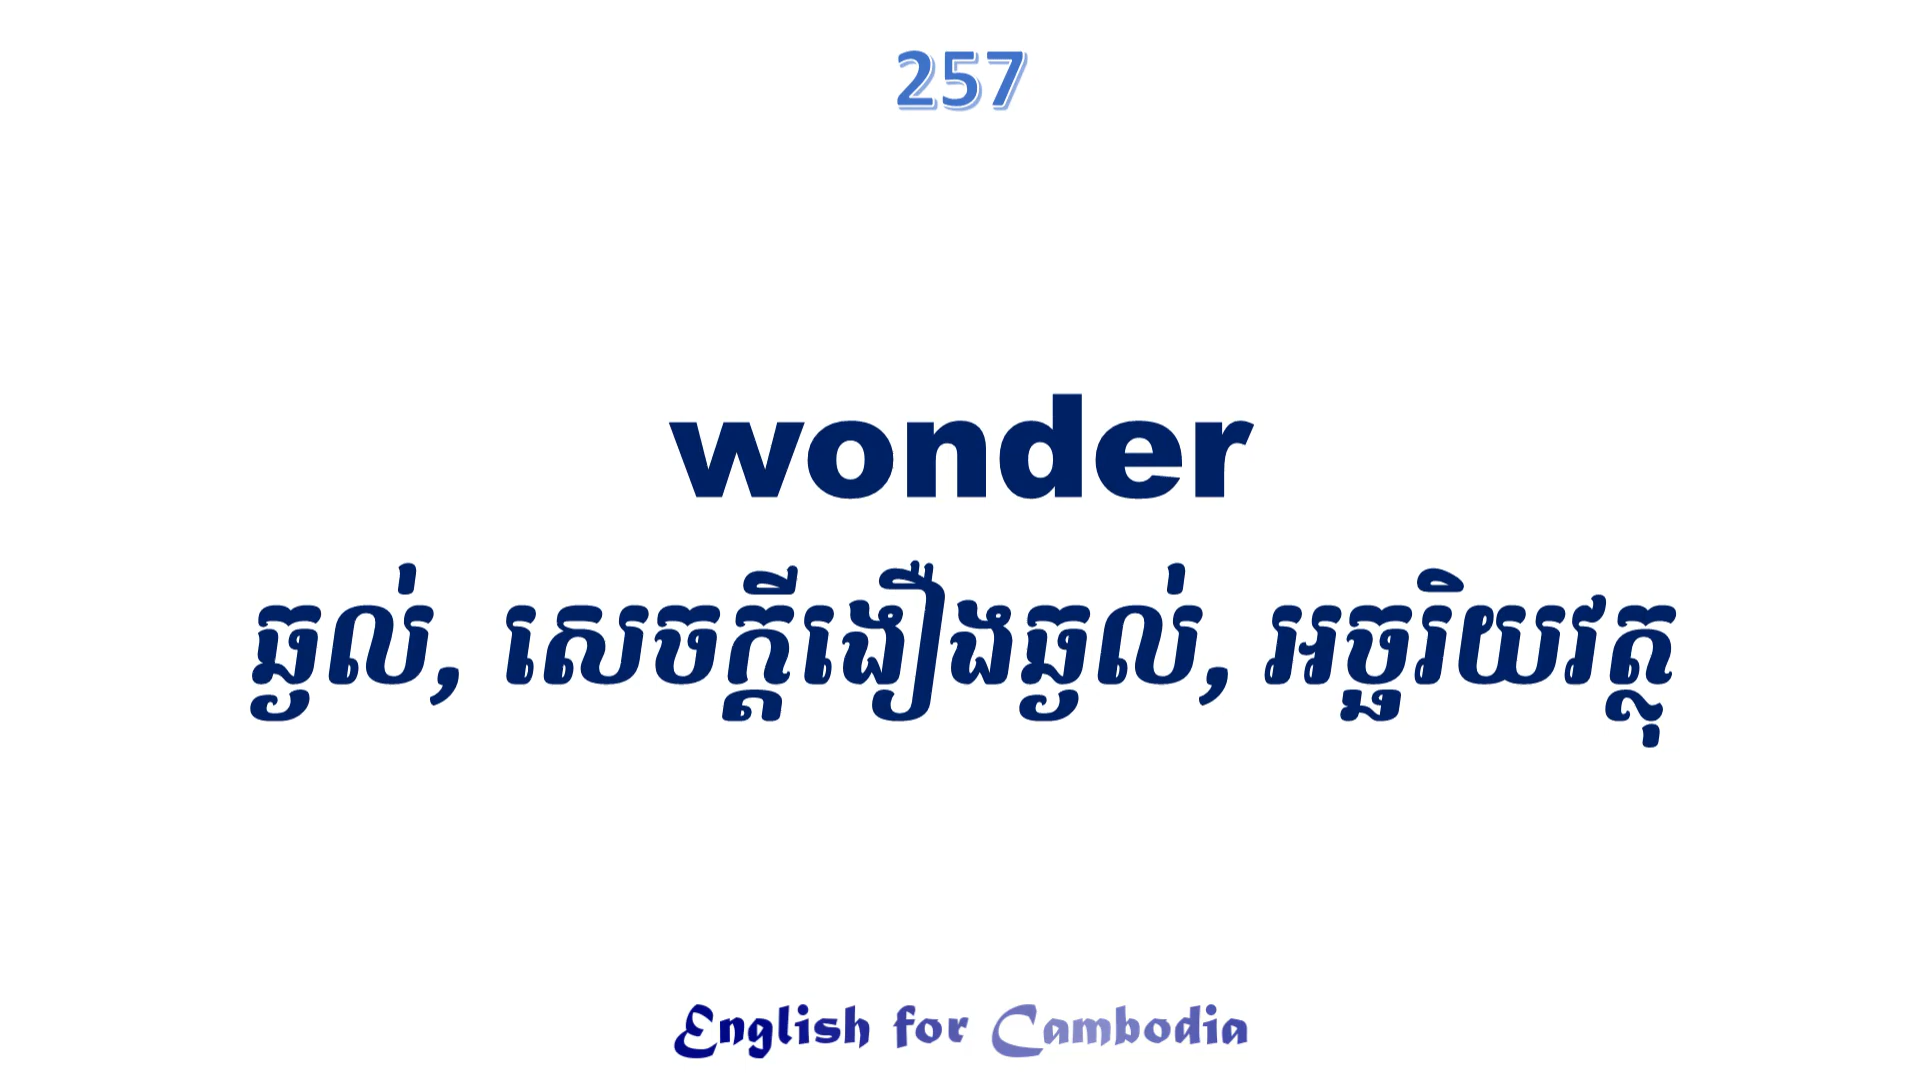 257
wonder
ឆ្ងល់, សេចក្ដីងឿងឆ្ងល់, អច្ឆរិយវត្ថុ
English for Cambodia